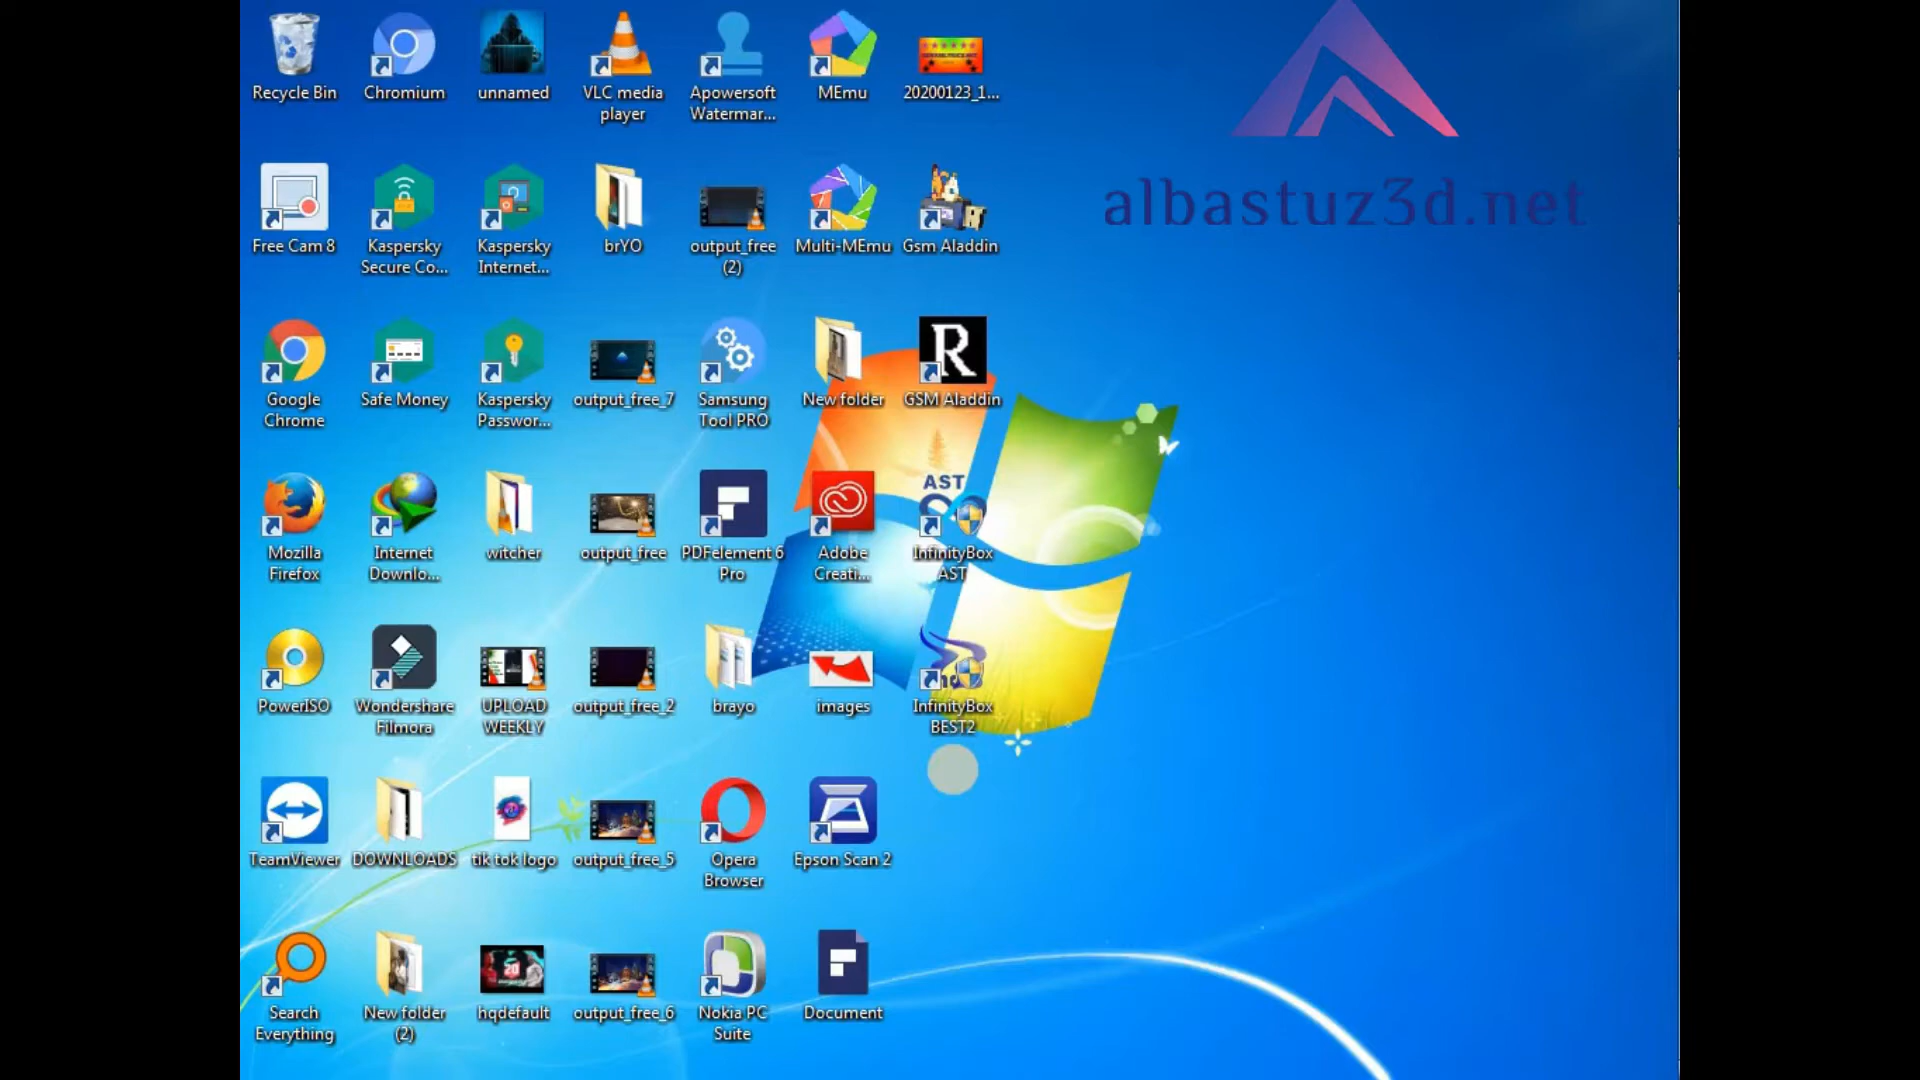 Recycle Bin
Chromium
unnamed
VLC media
player
Apowersoft
Watermar...
MEmu
20200123_1...
albastuz3d.net
Free Cam 8
Kaspersky
Secure Co...
Kaspersky
Internet...
brYO
output_free
(2)
Multi-MEmu
Gsm Aladdin
Google
Chrome
Safe Money
Kaspersky
Passwor...
output_free_7
Samsung
Tool PRO
New folder
R
GSM Aladdin
Mozilla
Firefox
Internet
Downlo...
witcher
output_free
PDFelement 6
Pro
Adobe
Creati...
AST
InfinityBox
AST
PowerISO
Wondershare
Filmora
UPLOAD
WEEKLY
output_free_2
brayo
images
InfinityBox
BEST2
TeamViewer
DOWNLOADS
tik tok logo
output_free_5
Opera
Browser
Epson Scan 2
Search
Everything
New folder
(2)
20
hqdefault
output_free_6
Nokia PC
Suite
Document